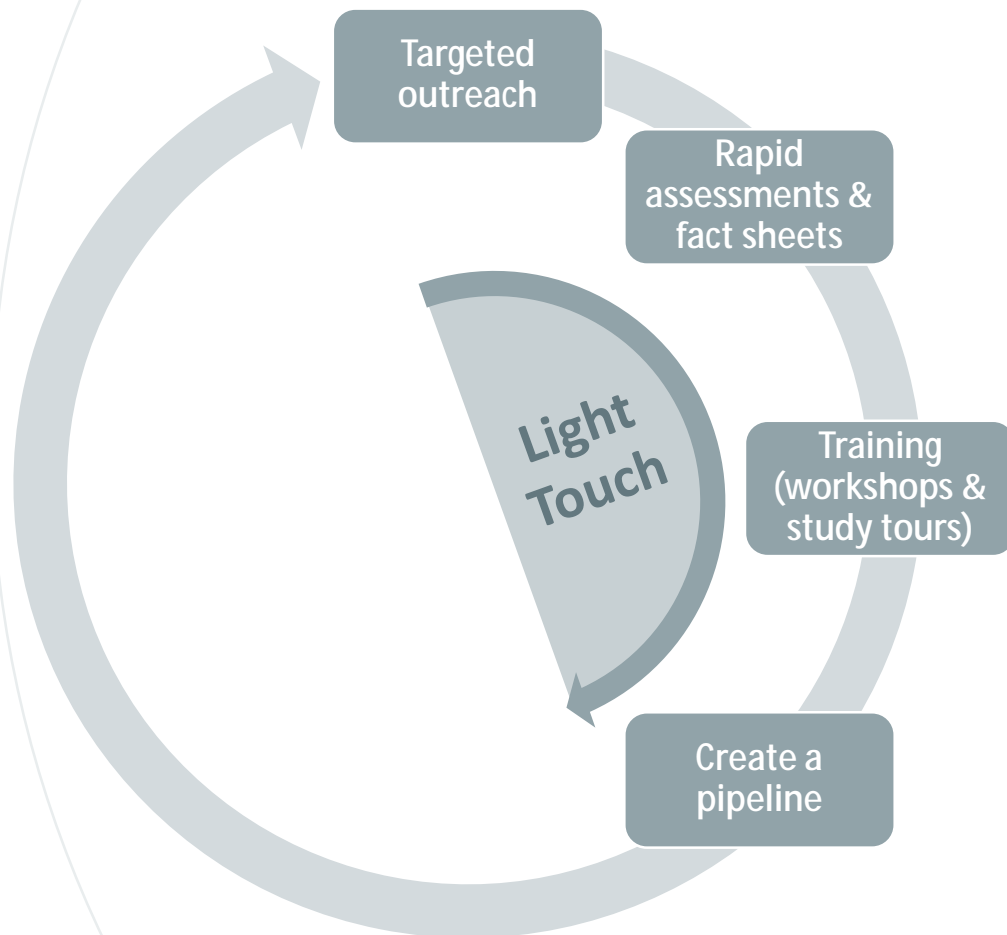 Targeted
outreach
Rapid
assessments &
fact sheets
Light
Touch
Training
(workshops &
study tours)
Create a
pipeline